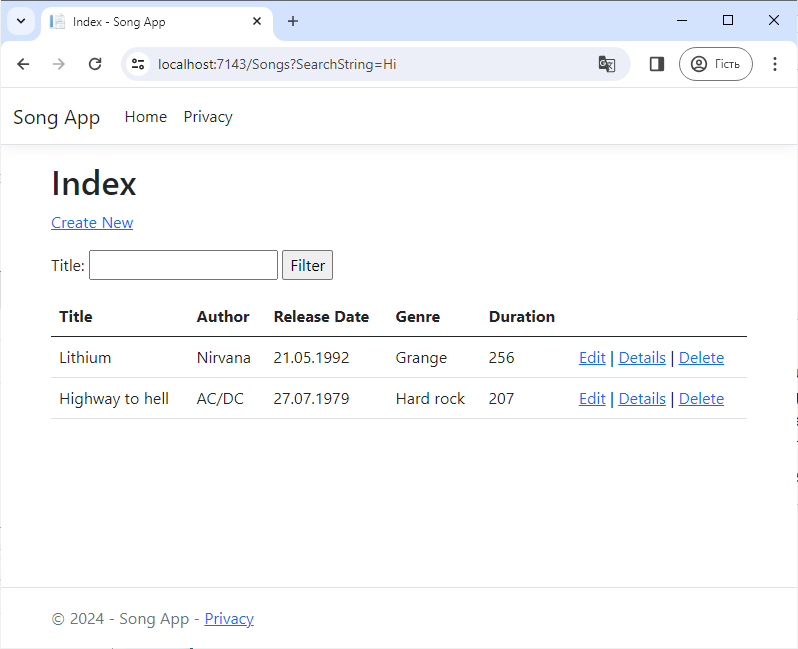 Index - Song App
localhost:7143/Songs?SearchString=Hi
Гість
Song App Home Privacy
Index
Create New
Title: Filter
Title Author Release Date Genre Duration
Lithium Nirvana 21.05.1992 Grange 256 Edit | Details | Delete
Highway to hell AC/DC 27.07.1979 Hard rock 207 Edit | Details | Delete
© 2024 - Song App - Privacy